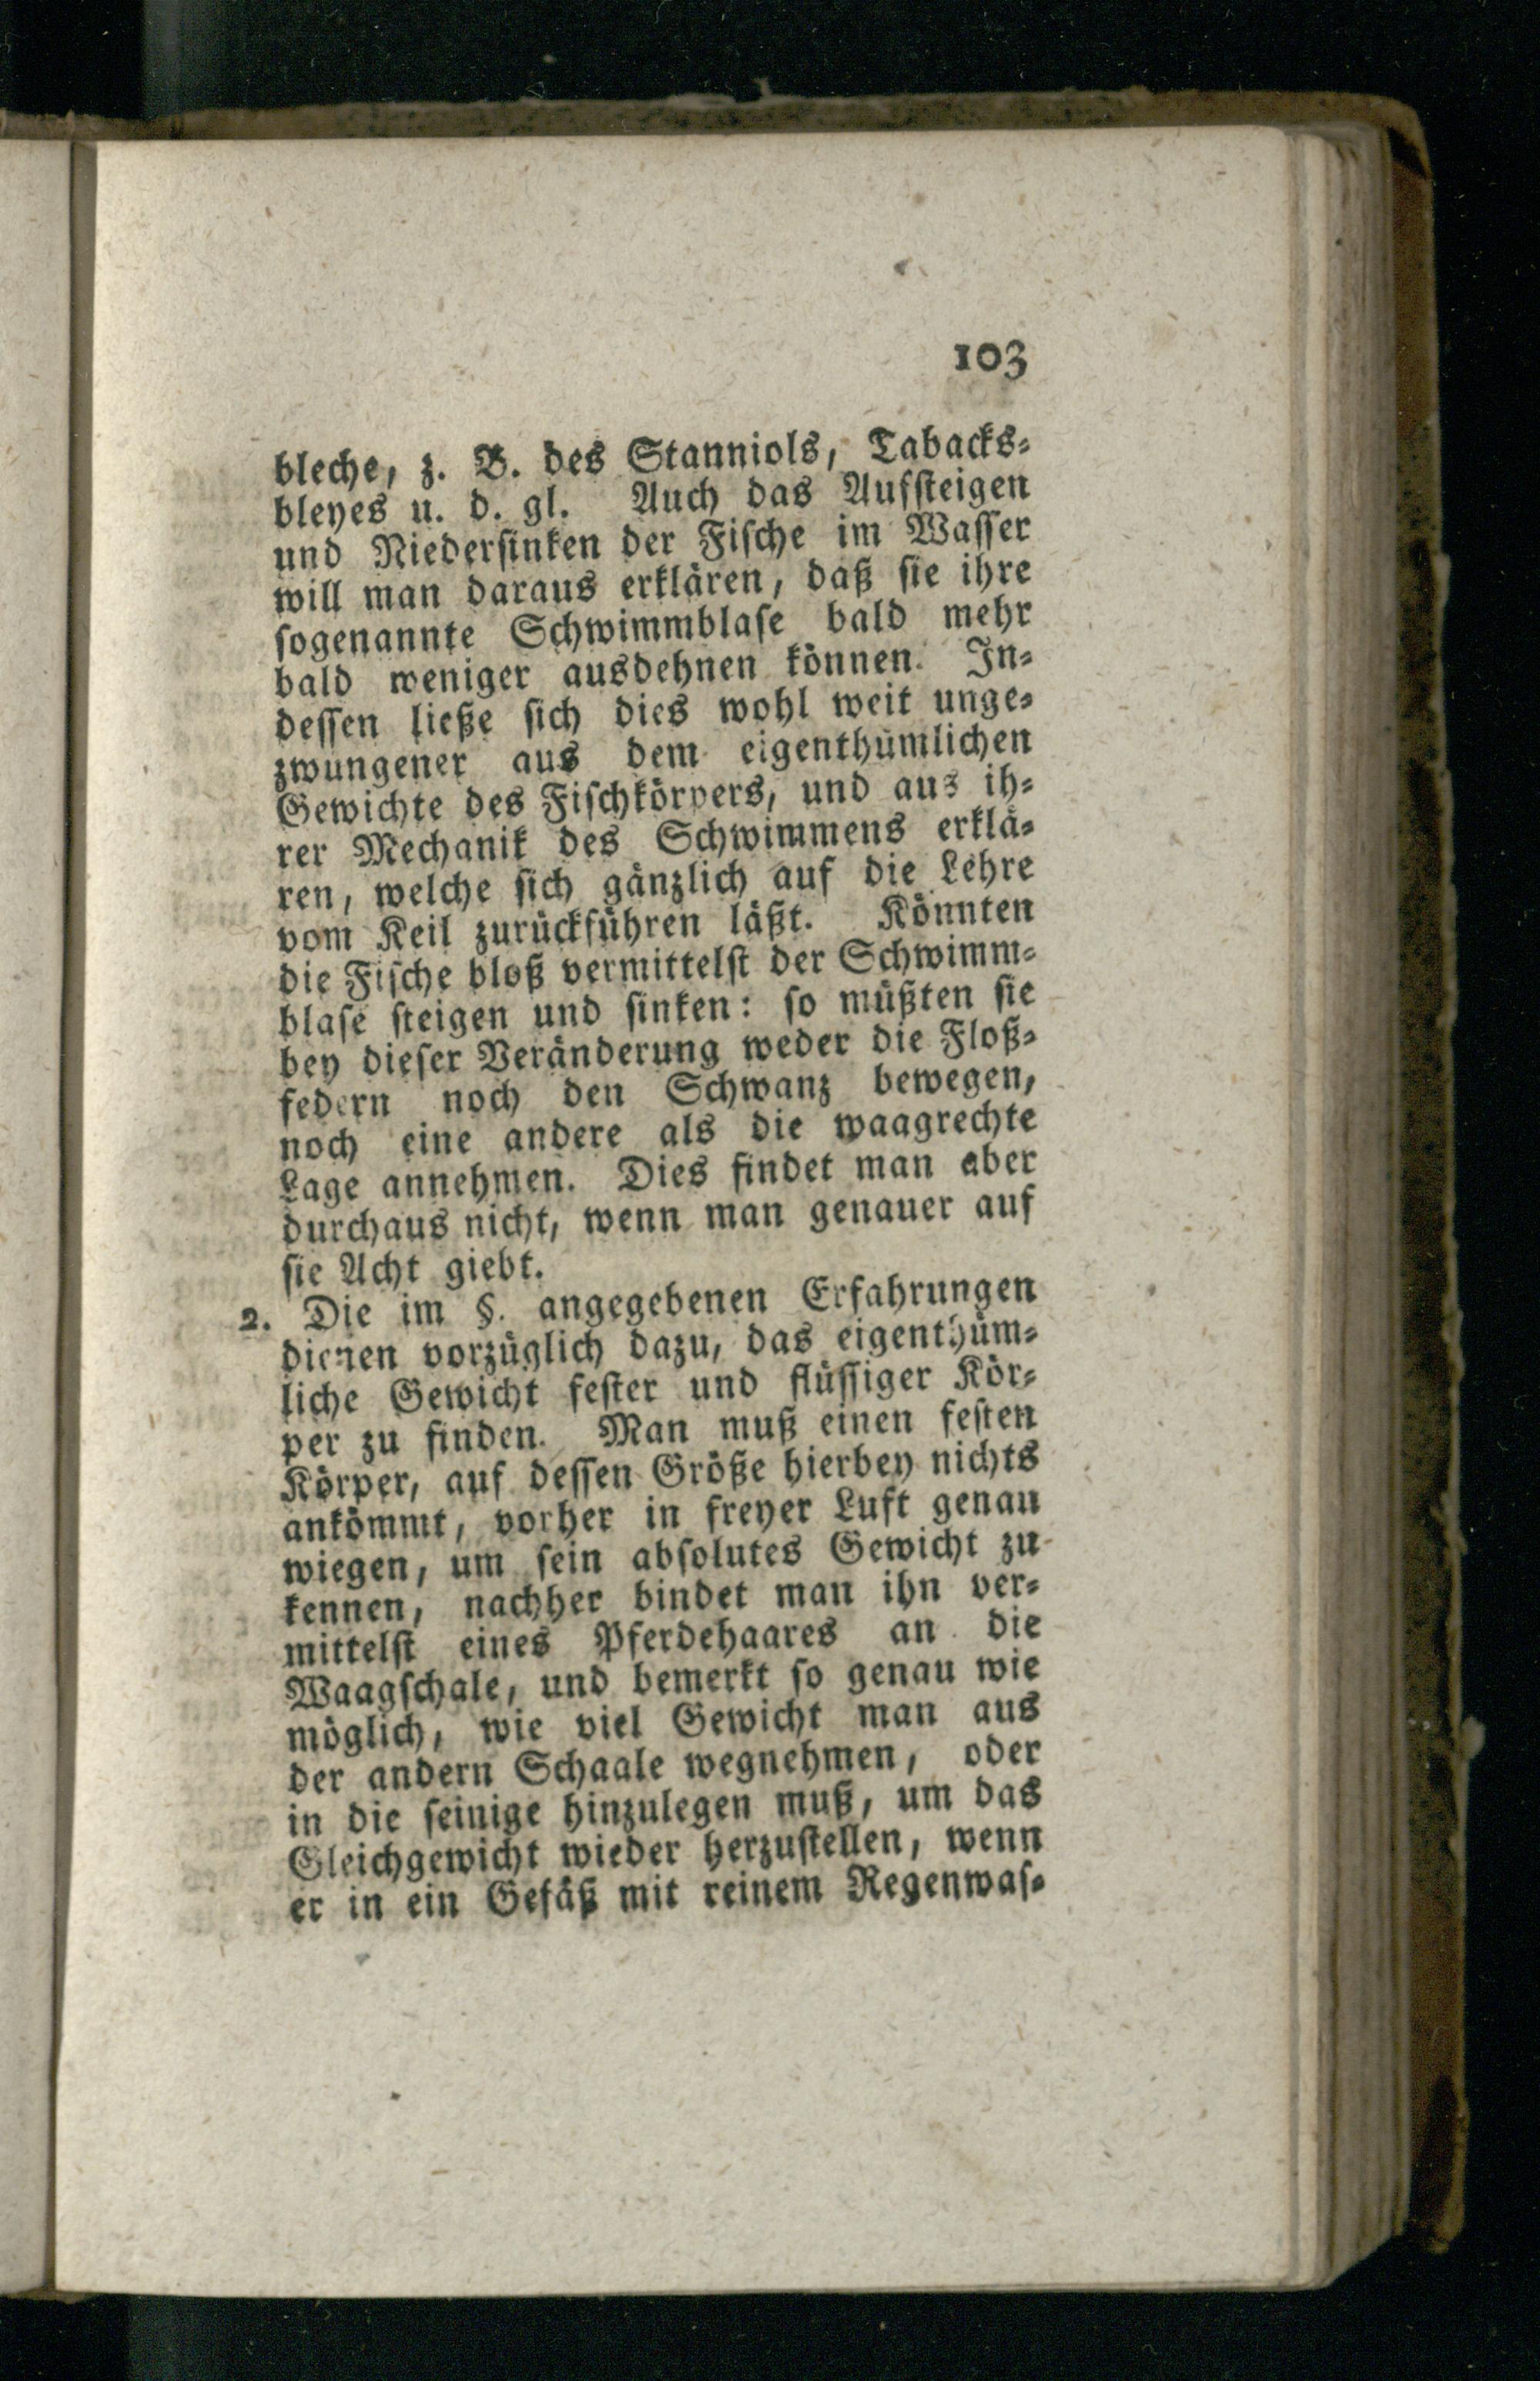 103
bleche, z. B. des Stanniols, Tabacks-
bleyes u. d. gl. Auch das Aufsteigen
und Niedersinken der Fische im Wasser
will man daraus erklären, daß sie ihre
sogenannte Schwimmblase bald mehr
bald weniger ausdehnen können. In-
dessen ließe sich dies wohl weit unge-
zwungener aus dem eigenthümlichen
Gewichte des Fischkörpers, und aus ih-
rer Mechanik des Schwimmens erklä-
ren, welche sich gänzlich auf die Lehre
vom Keil zurückführen läßt. Könnten
die Fische bloß vermittelst der Schwimm-
blase steigen und sinken: so müßten sie
bey dieser Veränderung weder die Floß-
federn noch den Schwanz bewegen,
noch eine andere als die waagrechte
Lage annehmen. Dies findet man aber
durchaus nicht, wenn man genauer auf
sie Acht giebt.
2. Die im §. angegebenen Erfahrungen
dienen vorzüglich dazu, das eigenthüm-
liche Gewicht fester und flüssiger Kör-
per zu finden. Man muß einen festen
Körper, auf dessen Größe hierbey nichts
ankömmt, vorher in freyer Luft genau
wiegen, um sein absolutes Gewicht zu
kennen, nachher bindet man ihn ver-
mittelst eines Pferdehaares an die
Waagschale, und bemerkt so genau wie
möglich, wie viel Gewicht man aus
der andern Schaale wegnehmen, oder
in die seinige hinzulegen muß, um das
Gleichgewicht wieder herzustellen, wenn
er in ein Gefäß mit reinem Regenwas-